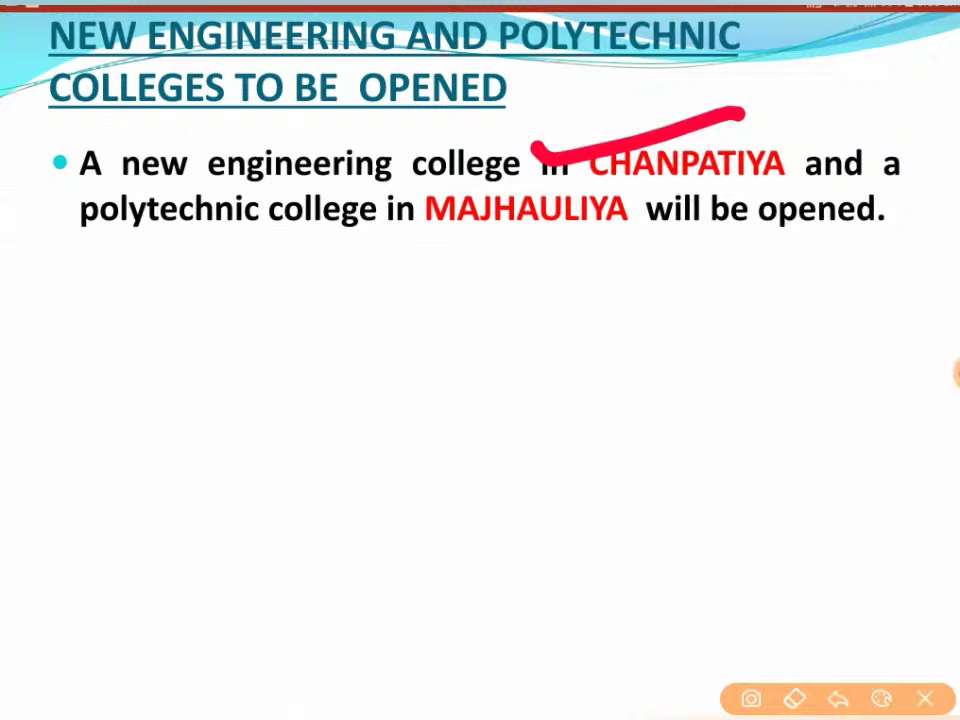 NEW ENGINEERING AND POLYTECHNIC
COLLEGES TO BE OPENED
A new engineering college in CHANPATIYA and a
polytechnic college in MAJHAULIYA will be opened.